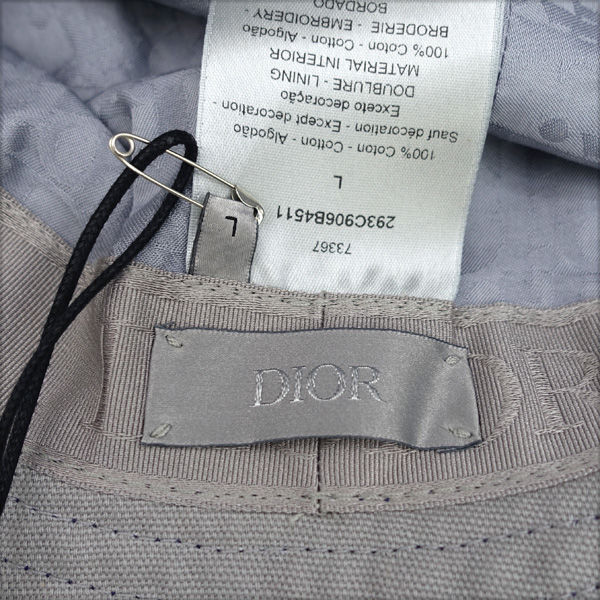 73367
293C906B4511
L
100% Cotton - Algodão
Sauf décoration - Except decoration
Exceto decoração
DOUBLURE - LINING
MATERIAL INTERIOR
100% Cotton - Coton - Algodão
BRODERIE - EMBROIDERY -
BORDADO
L
DIOR